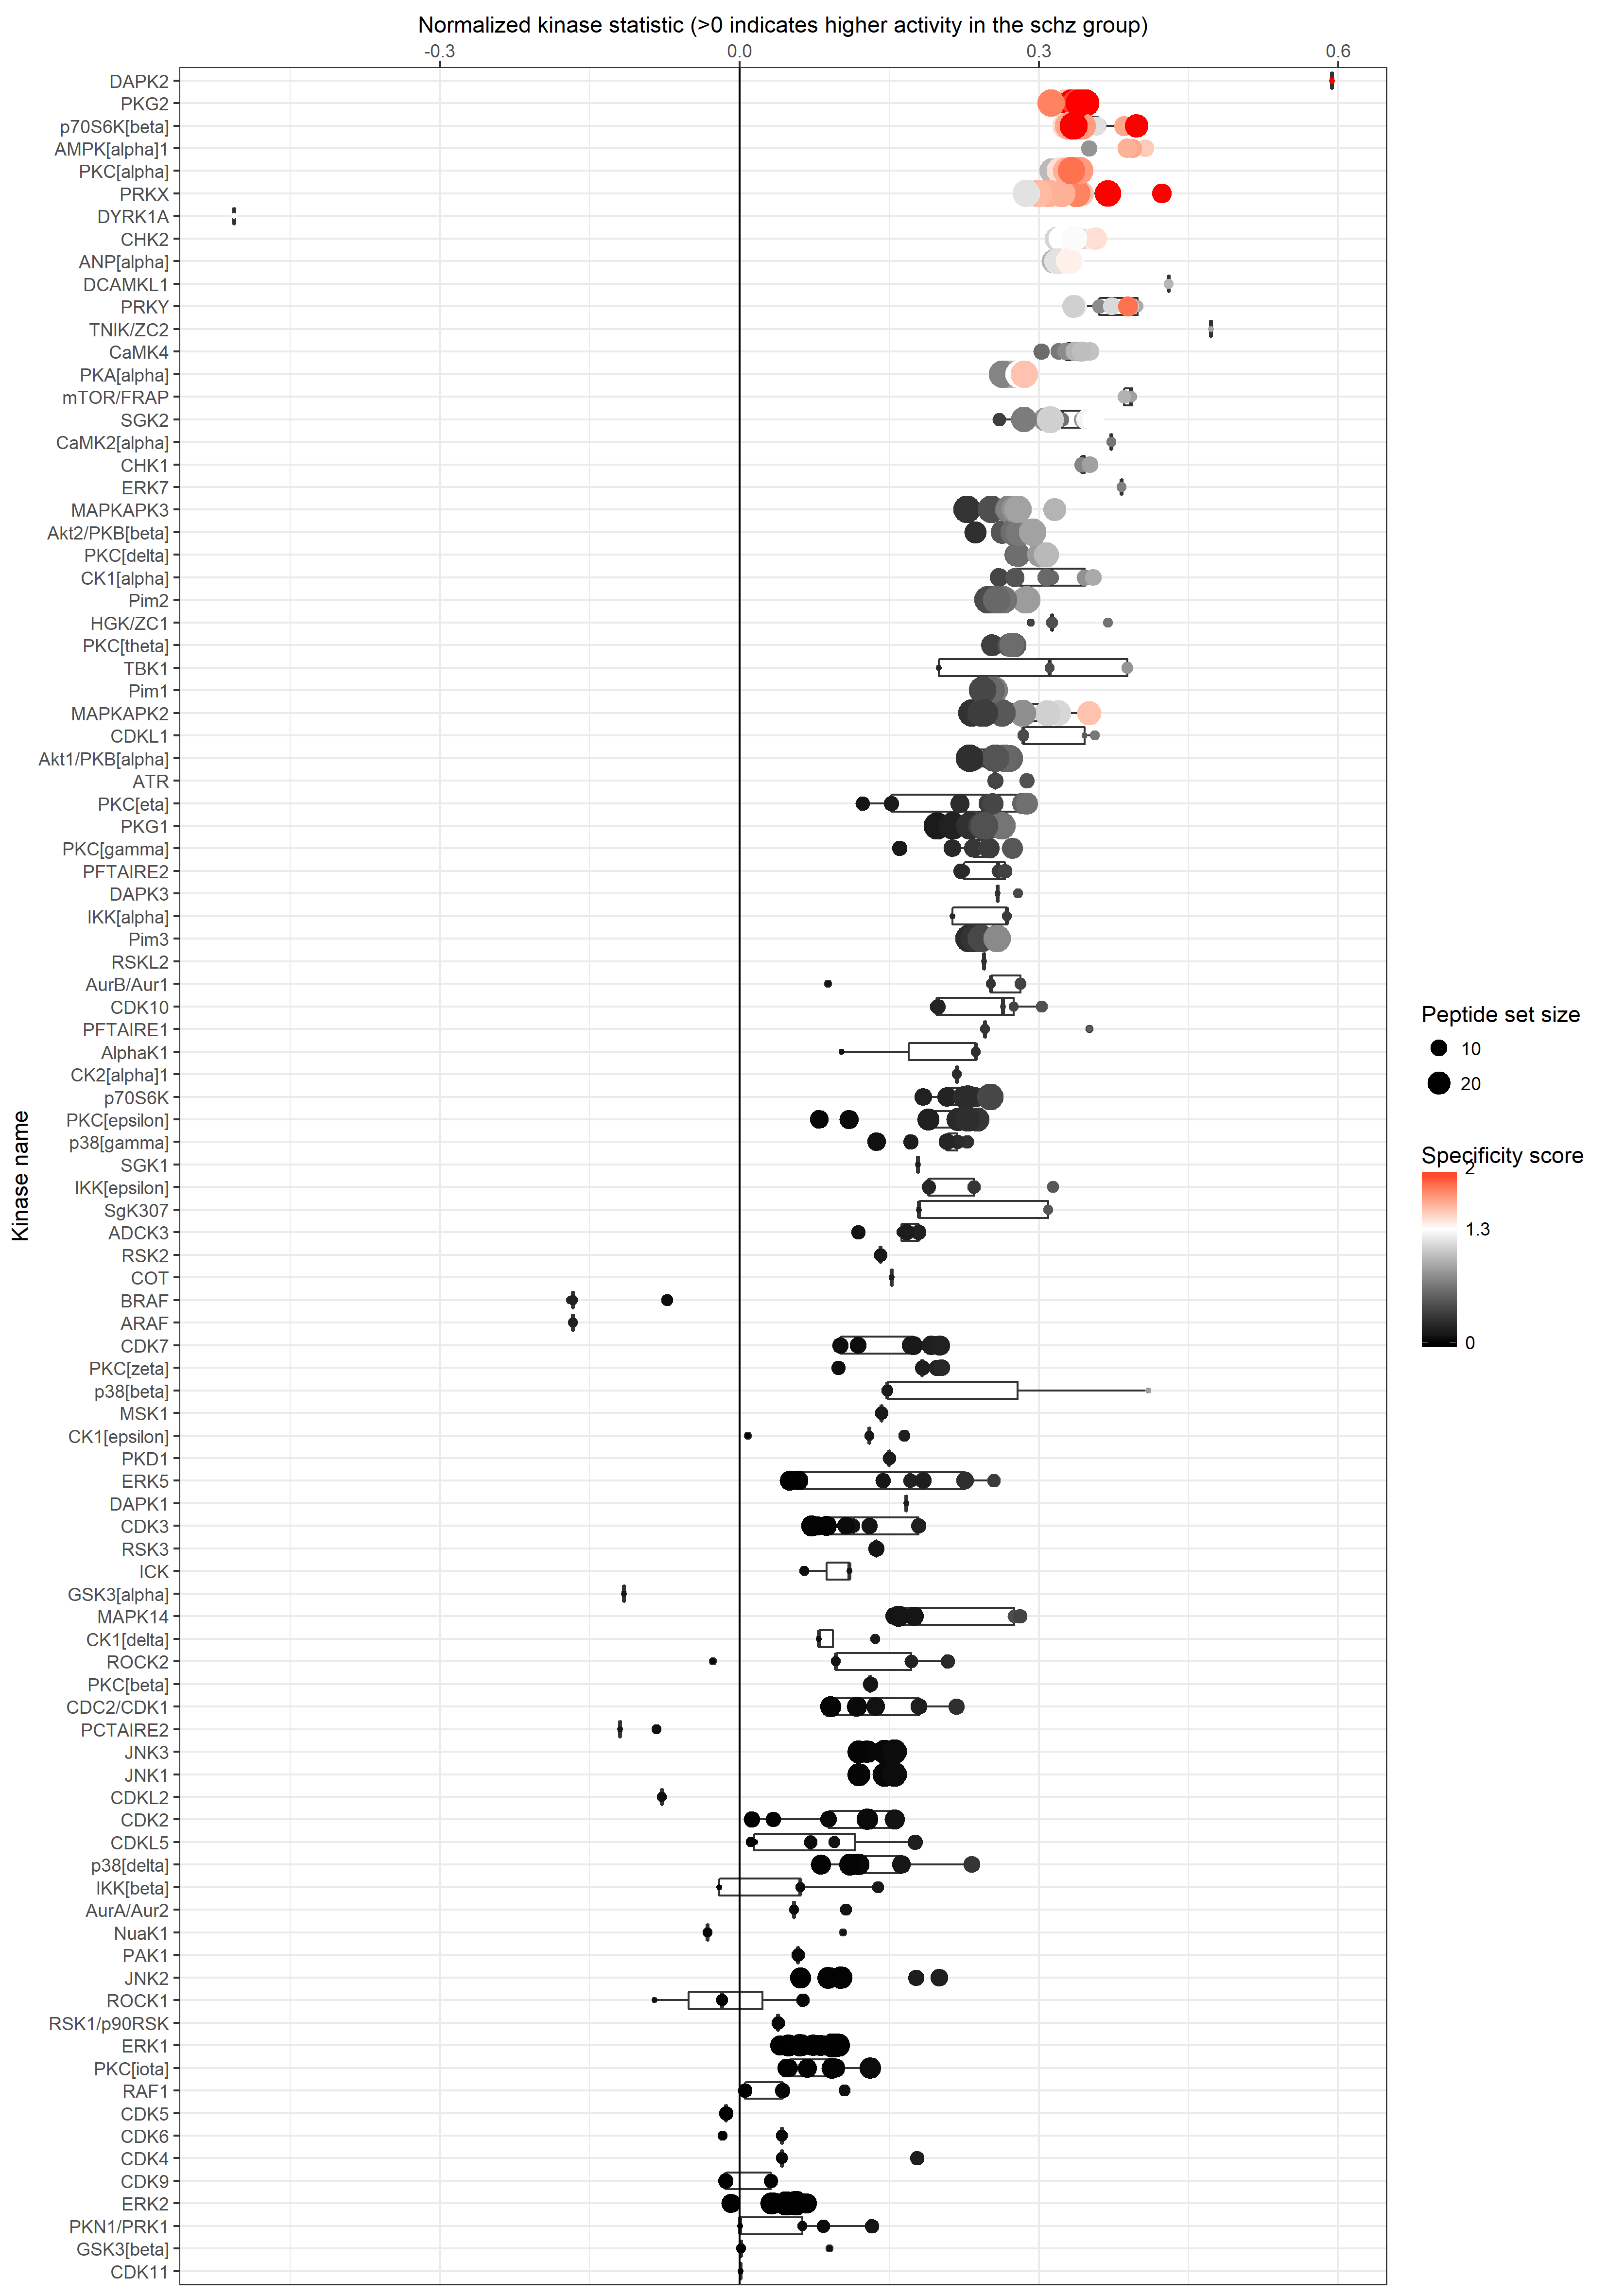 Normalized kinase statistic (>0 indicates higher activity in the schz group)
-0.3 0.0 0.3 0.6
DAPK2
PKG2
p70S6K[beta]
AMPK[alpha]1
PKC[alpha]
PRKX
DYRK1A
CHK2
ANP[alpha]
DCAMKL1
PRKY
TNIK/ZC2
CaMK4
PKA[alpha]
mTOR/FRAP
SGK2
CaMK2[alpha]
CHK1
ERK7
MAPKAPK3
Akt2/PKB[beta]
PKC[delta]
CK1[alpha]
Pim2
HGK/ZC1
PKC[theta]
TBK1
Pim1
MAPKAPK2
CDKL1
Akt1/PKB[alpha]
ATR
PKC[eta]
PKG1
PKC[gamma]
PFTAIRE2
DAPK3
IKK[alpha]
Pim3
RSKL2
AurB/Aur1
CDK10
PFTAIRE1
AlphaK1
CK2[alpha]1
p70S6K
PKC[epsilon]
p38[gamma]
SGK1
IKK[epsilon]
SgK307
ADCK3
RSK2
COT
BRAF
ARAF
CDK7
PKC[zeta]
p38[beta]
MSK1
CK1[epsilon]
PKD1
ERK5
DAPK1
CDK3
RSK3
ICK
GSK3[alpha]
MAPK14
CK1[delta]
ROCK2
PKC[beta]
CDC2/CDK1
PCTAIRE2
JNK3
JNK1
CDKL2
CDK2
CDKL5
p38[delta]
IKK[beta]
AurA/Aur2
NuaK1
PAK1
JNK2
ROCK1
RSK1/p90RSK
ERK1
PKC[iota]
RAF1
CDK5
CDK6
CDK4
CDK9
ERK2
PKN1/PRK1
GSK3[beta]
CDK11
Kinase name
Peptide set size
10
20
Specificity score
2
1.3
0